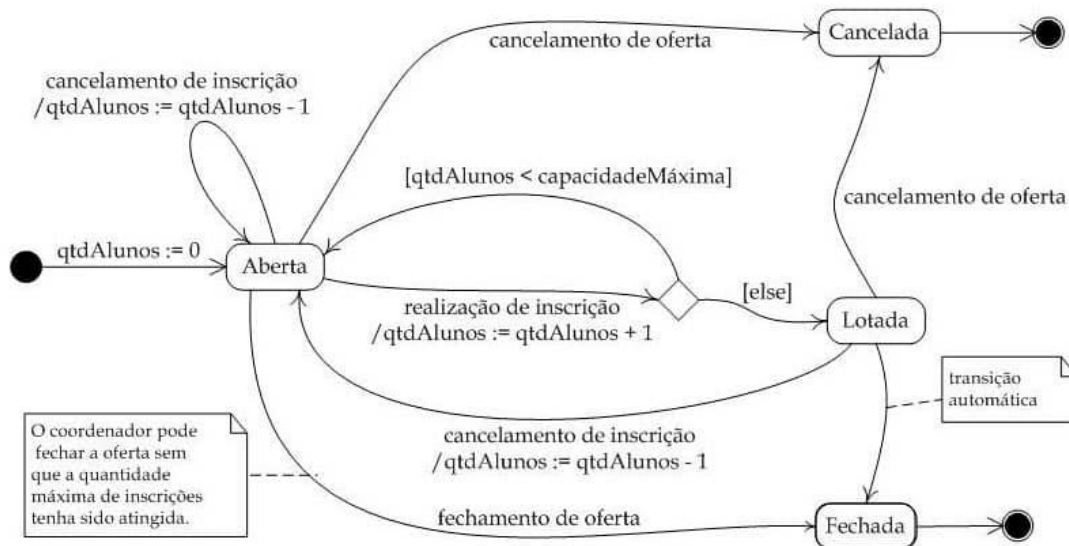 cancelamento de oferta
Cancelada
cancelamento de inscrição
/qtdAlunos := qtdAlunos - 1
[qtdAlunos < capacidadeMáxima]
cancelamento de oferta
qtdAlunos := 0
Aberta
[else]
realização de inscrição
/qtdAlunos := qtdAlunos + 1
Lotada
transição
automática
O coordenador pode
fechar a oferta sem
que a quantidade
máxima de inscrições
tenha sido atingida.
cancelamento de inscrição
/qtdAlunos := qtdAlunos - 1
fechamento de oferta
Fechada